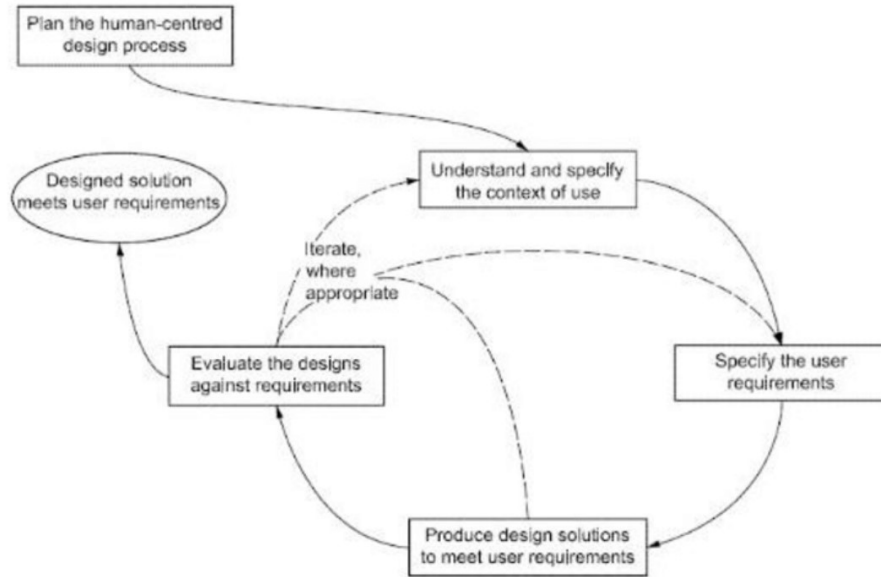 Plan the human-centred
design process
Understand and specify
the context of use
Designed solution
meets user requirements
Iterate,
where
appropriate
Evaluate the designs
against requirements
Specify the user
requirements
Produce design solutions
to meet user requirements